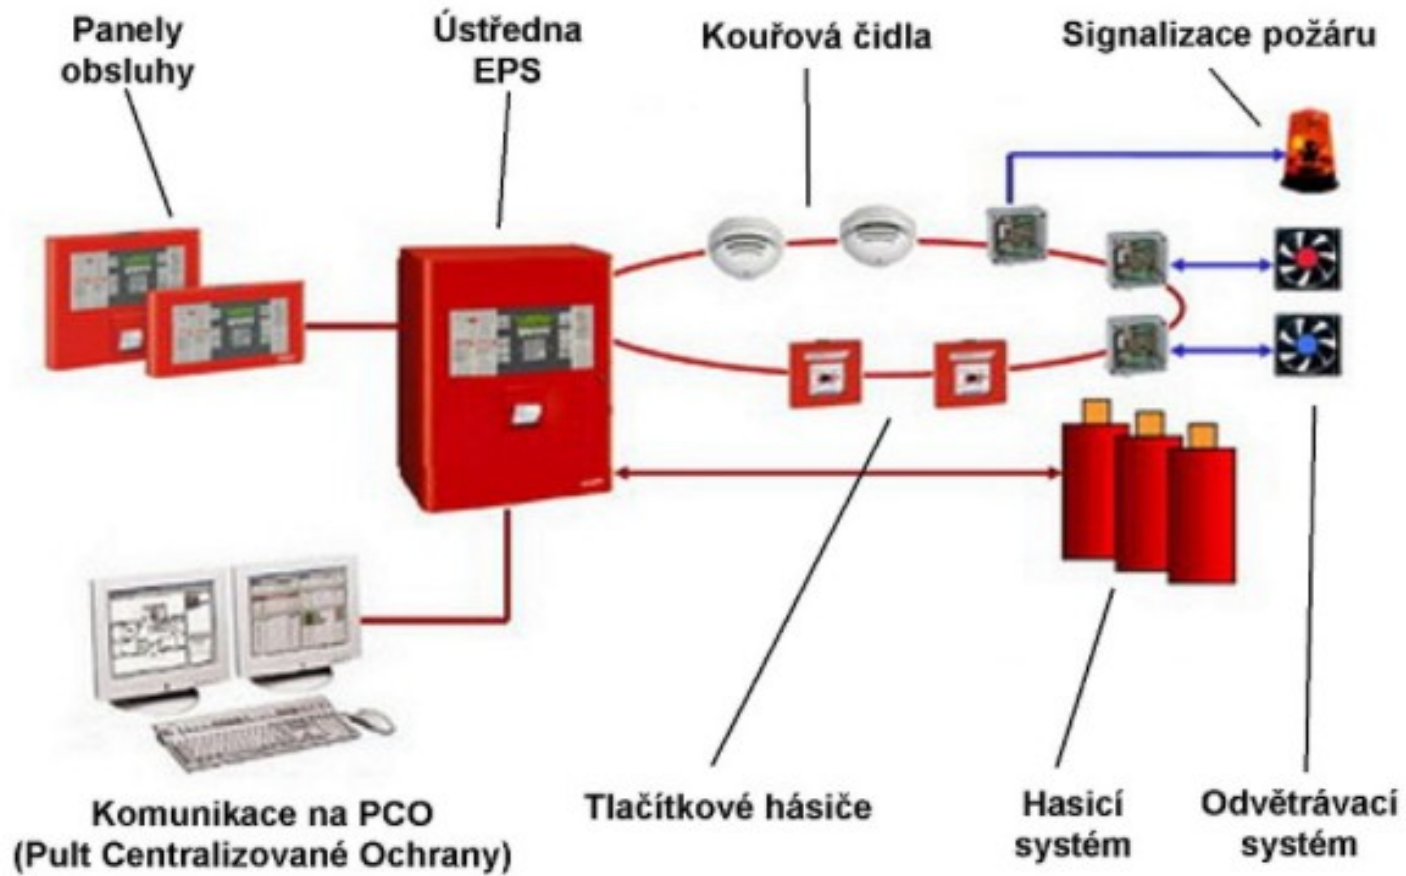 Panely
obsluhy
Ústředna
EPS
Kouřová čidla
Signalizace požáru
Komunikace na PCO
(Pult Centralizované Ochrany)
Tlačítkové hásiče
Hasicí
systém
Odvětrávací
systém